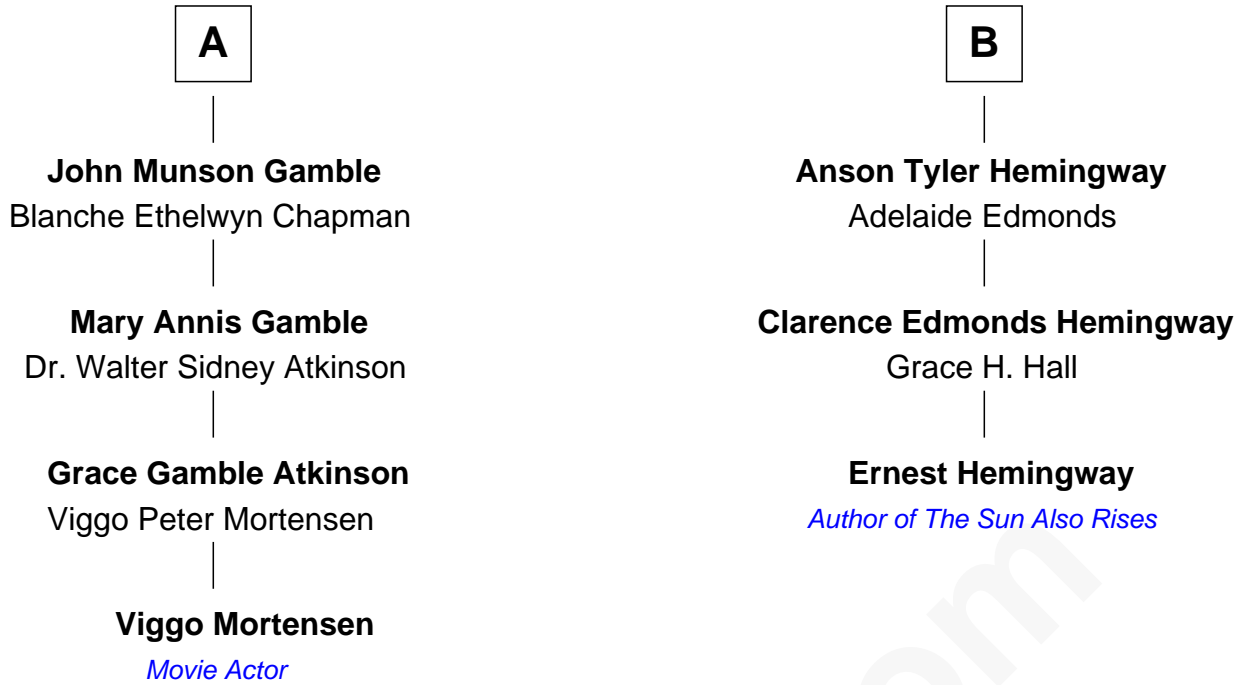 A
John Munson Gamble
Blanche Ethelwyn Chapman
Mary Annis Gamble
Dr. Walter Sidney Atkinson
Grace Gamble Atkinson
Viggo Peter Mortensen
Viggo Mortensen
Movie Actor
B
Anson Tyler Hemingway
Adelaide Edmonds
Clarence Edmonds Hemingway
Grace H. Hall
Ernest Hemingway
Author of The Sun Also Rises
om